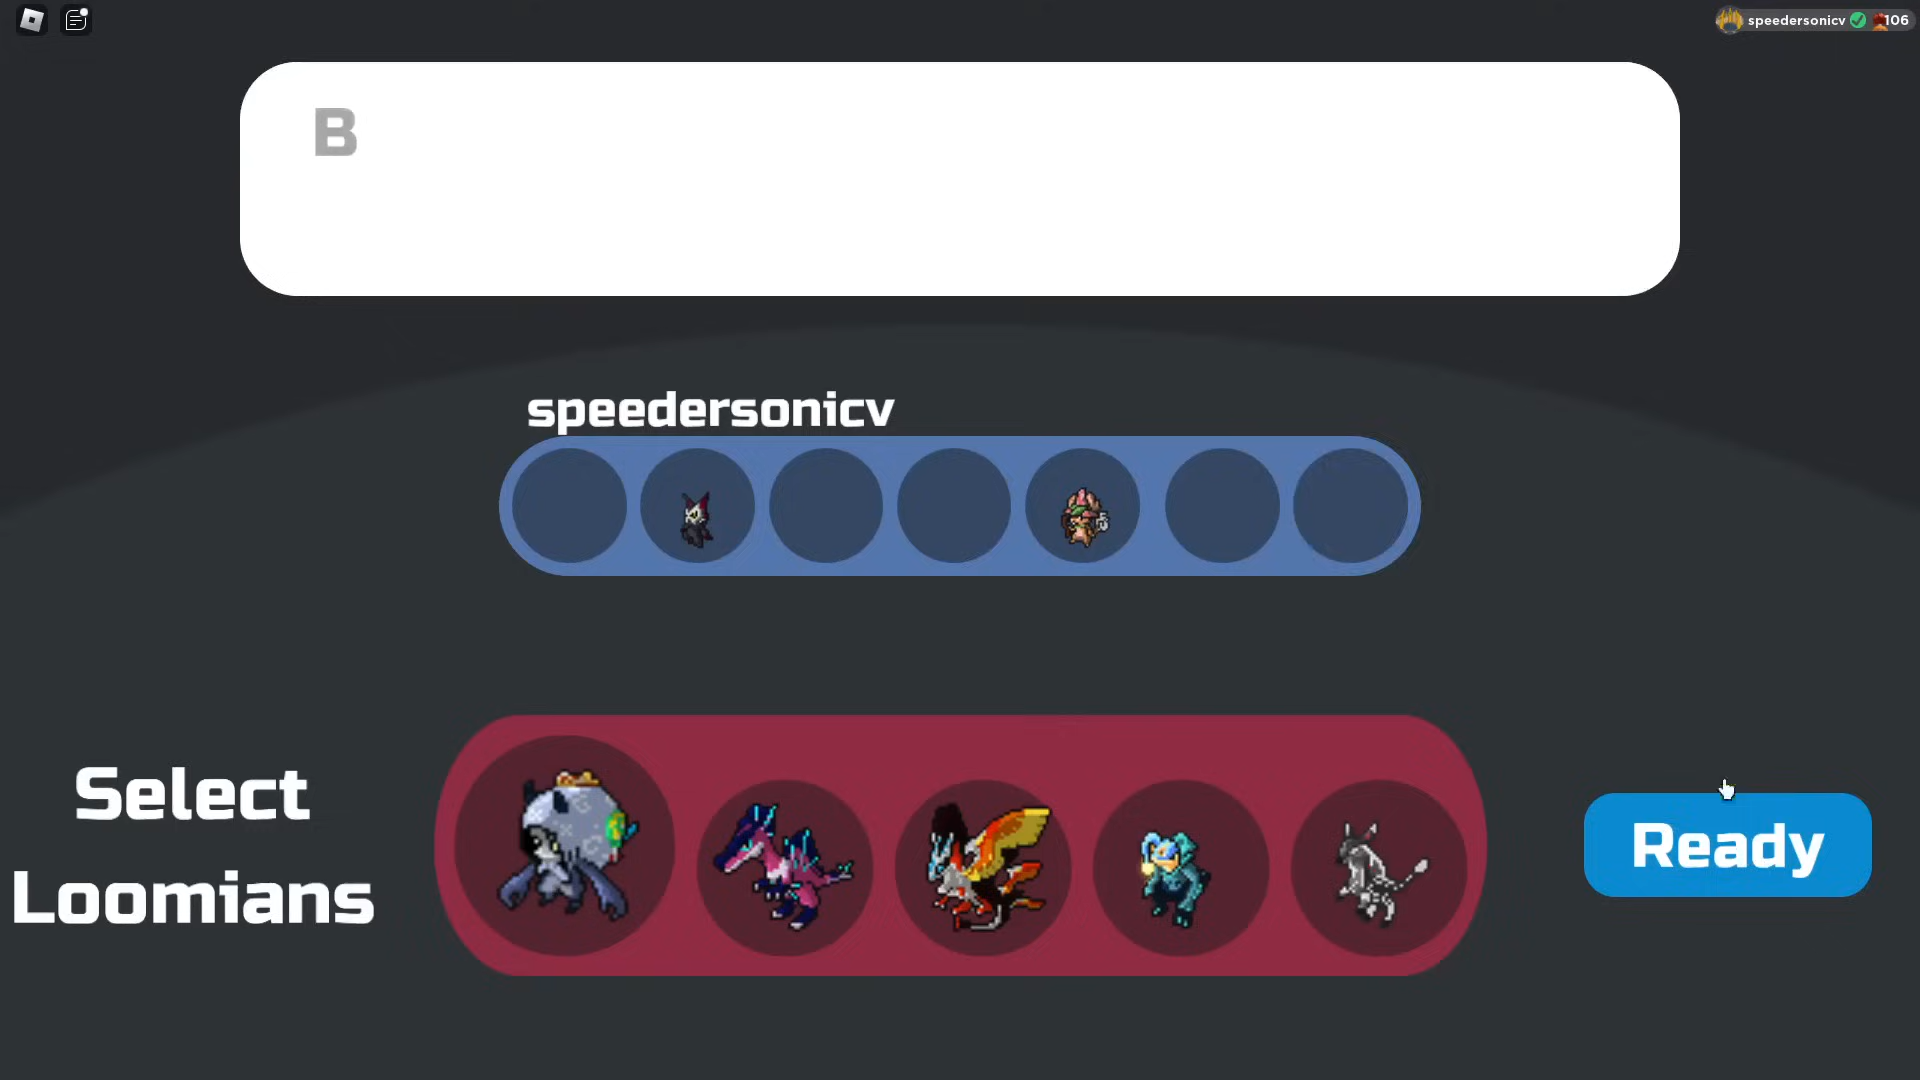 speedersonicv 106
B
speedersonicv
Select
Loomians
Ready